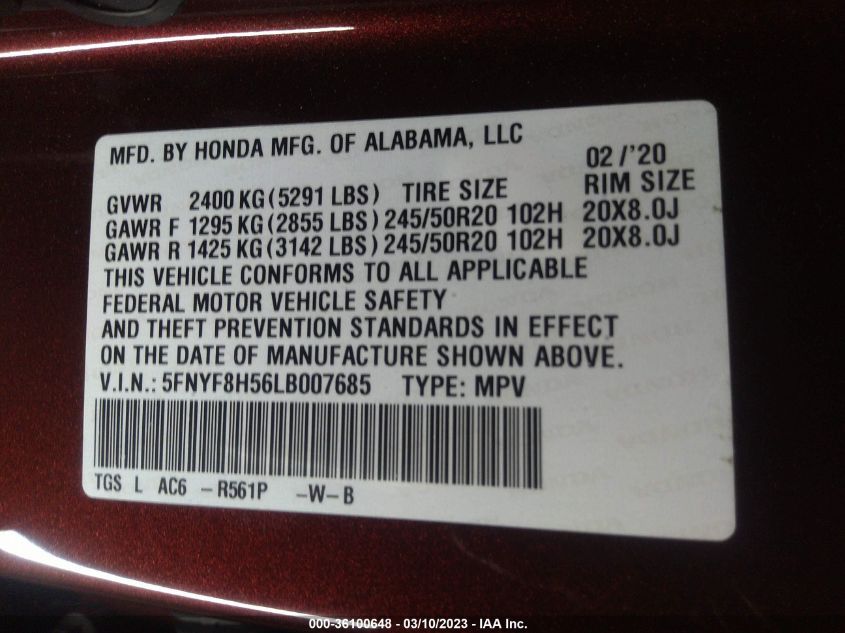 MFD. BY HONDA MFG. OF ALABAMA, LLC 02/'20
GVWR 2400 KG (5291 LBS) TIRE SIZE RIM SIZE
GAWR F 1295 KG (2855 LBS) 245/50R20 102H 20X8.0J
GAWR R 1425 KG (3142 LBS) 245/50R20 102H 20X8.0J
THIS VEHICLE CONFORMS TO ALL APPLICABLE
FEDERAL MOTOR VEHICLE SAFETY
AND THEFT PREVENTION STANDARDS IN EFFECT
ON THE DATE OF MANUFACTURE SHOWN ABOVE.
V.I.N.: 5FNYF8H56LB007685 TYPE: MPV
TGS L AC6 -R561P -W-B
000-36100648 - 03/10/2023 - IAA Inc.